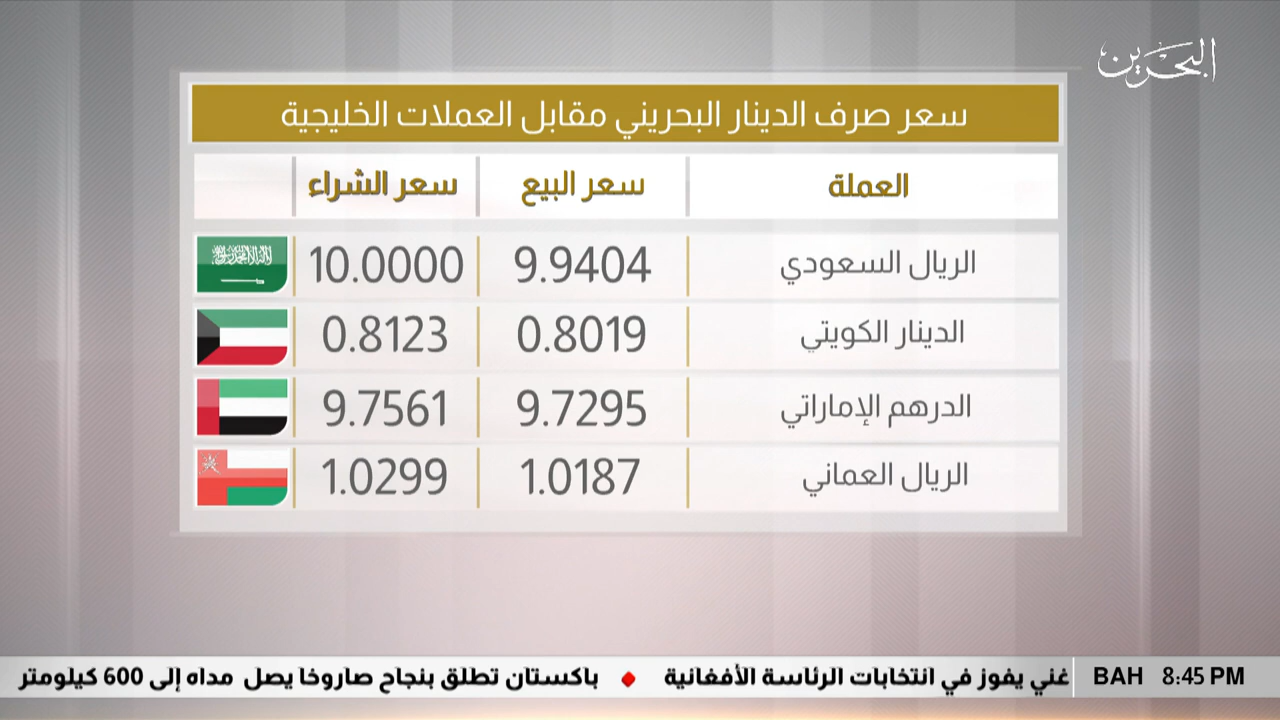 البحرين
سعر صرف الدينار البحريني مقابل العملات الخليجية
العملة سعر البيع سعر الشراء
الريال السعودي 9.9404 10.0000
الدينار الكويتي 0.8019 0.8123
الدرهم الإماراتي 9.7295 9.7561
الريال العماني 1.0187 1.0299
BAH 8:45 PM غني يفوز في انتخابات الرئاسة الأفغانية باكستان تطلق بنجاح صاروخا يصل مداه إلى 600 كيلومتر